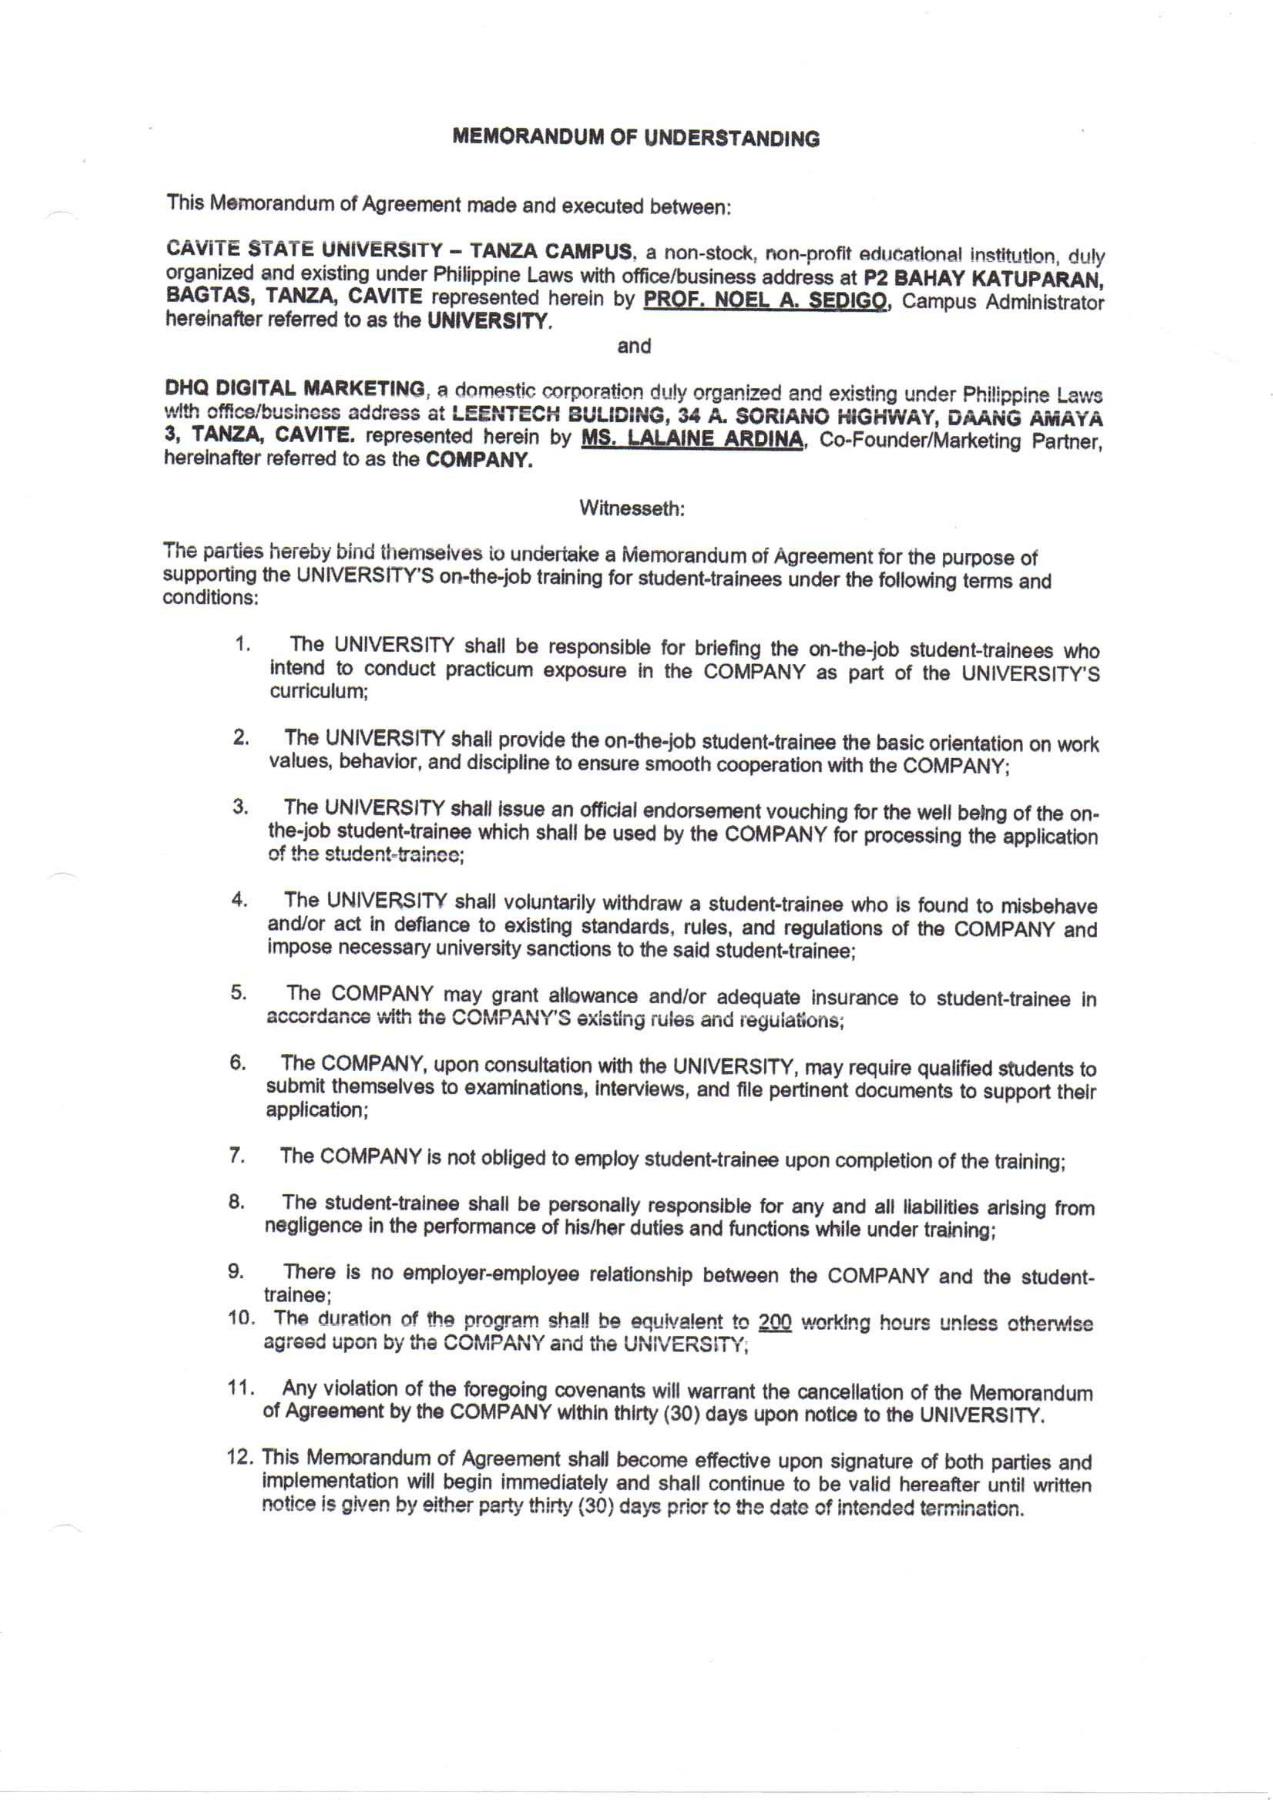 MEMORANDUM OF UNDERSTANDING
This Memorandum of Agreement made and executed between:
CAVITE STATE UNIVERSITY – TANZA CAMPUS, a non-stock, non-profit educational institution, duly
organized and existing under Philippine Laws with office/business address at P2 BAHAY KATUPARAN,
BAGTAS, TANZA, CAVITE represented herein by PROF. NOEL A. SEDIGO, Campus Administrator
hereinafter referred to as the UNIVERSITY.
and
DHQ DIGITAL MARKETING, a domestic corporation duly organized and existing under Philippine Laws
with office/business address at LEENTECH BULIDING, 34 A. SORIANO HIGHWAY, DAANG AMAYA
3, TANZA, CAVITE. represented herein by MS. LALAINE ARDINA, Co-Founder/Marketing Partner,
hereinafter referred to as the COMPANY.
Witnesseth:
The parties hereby bind themselves to undertake a Memorandum of Agreement for the purpose of
supporting the UNIVERSITY'S on-the-job training for student-trainees under the following terms and
conditions:
1. The UNIVERSITY shall be responsible for briefing the on-the-job student-trainees who
intend to conduct practicum exposure in the COMPANY as part of the UNIVERSITY'S
curriculum;
2. The UNIVERSITY shall provide the on-the-job student-trainee the basic orientation on work
values, behavior, and discipline to ensure smooth cooperation with the COMPANY;
3. The UNIVERSITY shall issue an official endorsement vouching for the well being of the on-
the-job student-trainee which shall be used by the COMPANY for processing the application
of the student-trainee;
4. The UNIVERSITY shall voluntarily withdraw a student-trainee who is found to misbehave
and/or act in defiance to existing standards, rules, and regulations of the COMPANY and
impose necessary university sanctions to the said student-trainee;
5. The COMPANY may grant allowance and/or adequate insurance to student-trainee in
accordance with the COMPANY'S existing rules and regulations;
6. The COMPANY, upon consultation with the UNIVERSITY, may require qualified students to
submit themselves to examinations, interviews, and file pertinent documents to support their
application;
7. The COMPANY is not obliged to employ student-trainee upon completion of the training;
8. The student-trainee shall be personally responsible for any and all liabilities arising from
negligence in the performance of his/her duties and functions while under training;
9. There is no employer-employee relationship between the COMPANY and the student-
trainee;
10. The duration of the program shall be equivalent to 200 working hours unless otherwise
agreed upon by the COMPANY and the UNIVERSITY;
11. Any violation of the foregoing covenants will warrant the cancellation of the Memorandum
of Agreement by the COMPANY within thirty (30) days upon notice to the UNIVERSITY.
12. This Memorandum of Agreement shall become effective upon signature of both parties and
implementation will begin immediately and shall continue to be valid hereafter until written
notice is given by either party thirty (30) days prior to the date of intended termination.